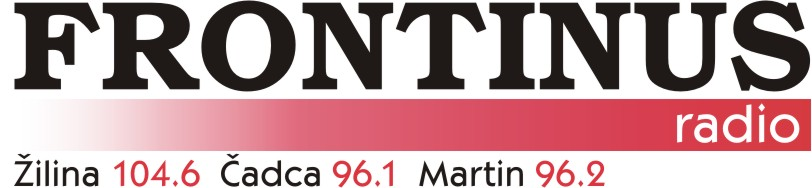 FRONTINUS
radio
Žilina 104.6 Čadca 96.1 Martin 96.2